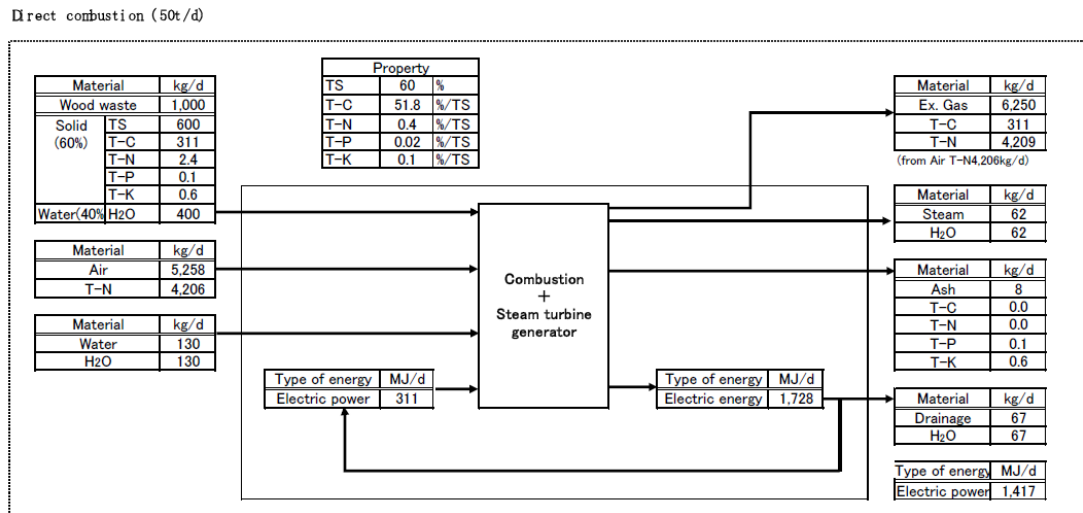 Direct combustion (50t/d)
Material kg/d
Wood waste 1,000
Solid (60%) TS 600
T-C 311
T-N 2.4
T-P 0.1
T-K 0.6
Water(40% H2O 400
Material kg/d
Air 5,258
T-N 4,206
Material kg/d
Water 130
H2O 130
Property
TS 60 %
T-C 51.8 %/TS
T-N 0.4 %/TS
T-P 0.02 %/TS
T-K 0.1 %/TS
Combustion
+
Steam turbine
generator
Type of energy MJ/d
Electric power 311
Type of energy MJ/d
Electric energy 1,728
Material kg/d
Ex. Gas 6,250
T-C 311
T-N 4,209
(from Air T-N4,206kg/d)
Material kg/d
Steam 62
H2O 62
Material kg/d
Ash 8
T-C 0.0
T-N 0.0
T-P 0.1
T-K 0.6
Material kg/d
Drainage 67
H2O 67
Type of energy MJ/d
Electric power 1,417